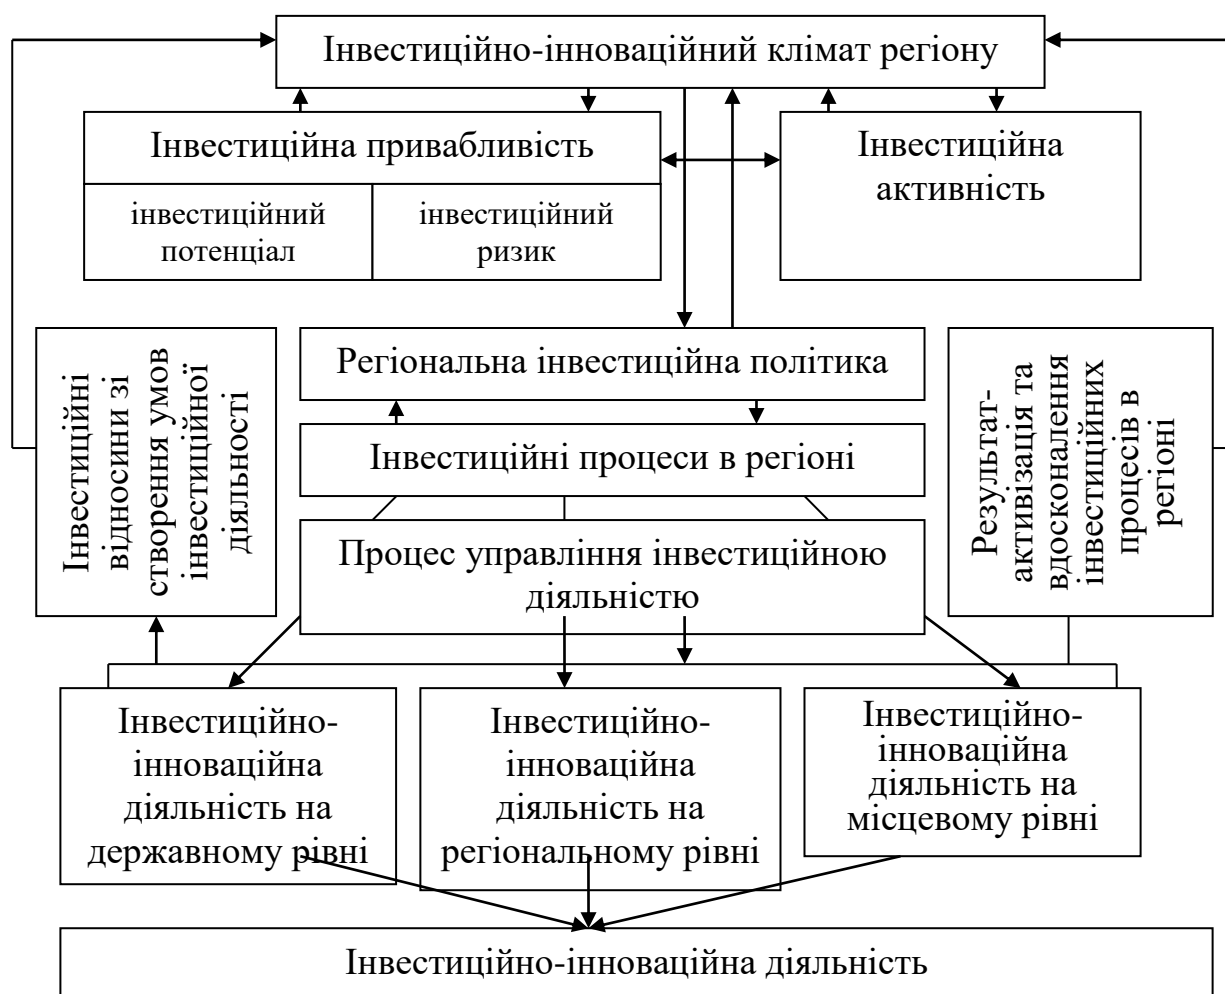 Інвестиційно-інноваційний клімат регіону
Інвестиційна привабливість
інвестиційний
потенціал
інвестиційний
ризик
Інвестиційна
активність
Інвестиційні
відносини зі
створення умов
інвестиційної
діяльності
Регіональна інвестиційна політика
Інвестиційні процеси в регіоні
Процес управління інвестиційною
діяльністю
Результат-
активізація та
вдосконалення
інвестиційних
процесів в
регіоні
Інвестиційно-
інноваційна
діяльність на
державному рівні
Інвестиційно-
інноваційна
діяльність на
регіональному рівні
Інвестиційно-
інноваційна
діяльність на
місцевому рівні
Інвестиційно-інноваційна діяльність